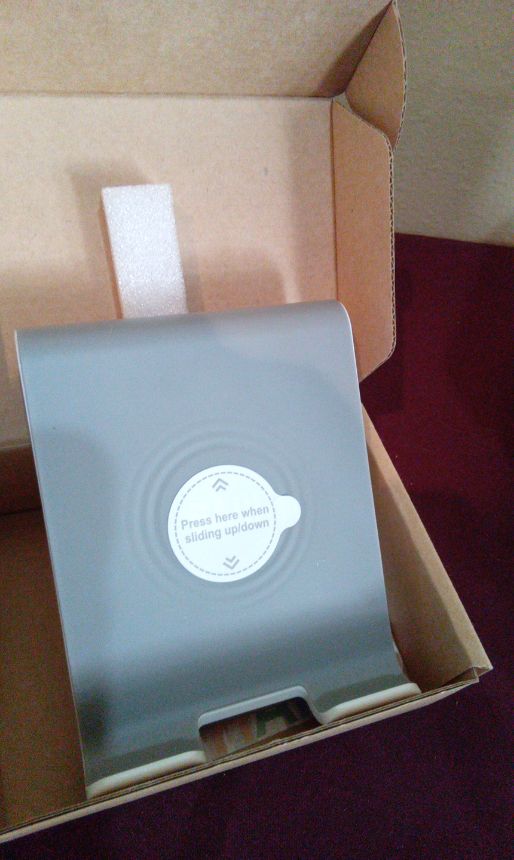 Press here when
sliding up/down